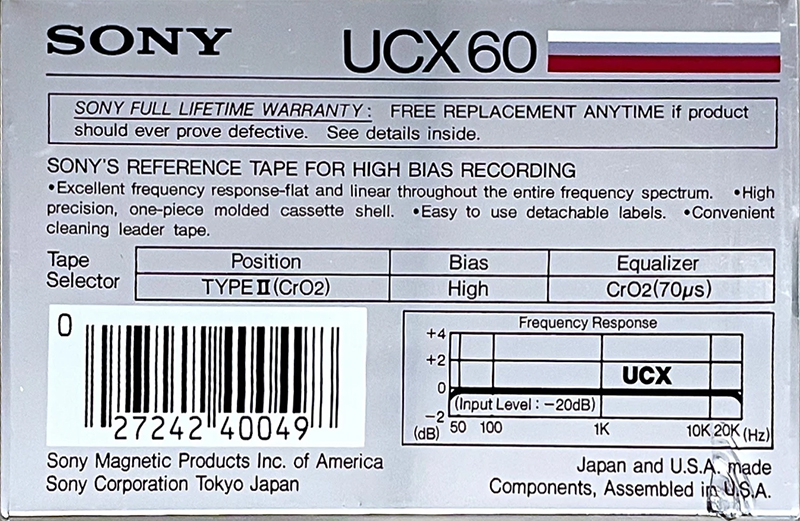 SONY UCX60
SONY FULL LIFETIME WARRANTY: FREE REPLACEMENT ANYTIME if product
should ever prove defective. See details inside.
SONY'S REFERENCE TAPE FOR HIGH BIAS RECORDING
•Excellent frequency response-flat and linear throughout the entire frequency spectrum. •High
precision, one-piece molded cassette shell. •Easy to use detachable labels. •Convenient
cleaning leader tape.
Tape Selector
Position Bias Equalizer
TYPE II (CrO2) High CrO2(70µs)
0
27242 40049
Frequency Response
+4
+2
UCX
0
(Input Level : −20dB)
−2
(dB) 50 100 1K 10K 20K (Hz)
Sony Magnetic Products Inc. of America
Sony Corporation Tokyo Japan
Japan and U.S.A. made
Components, Assembled in U.S.A.